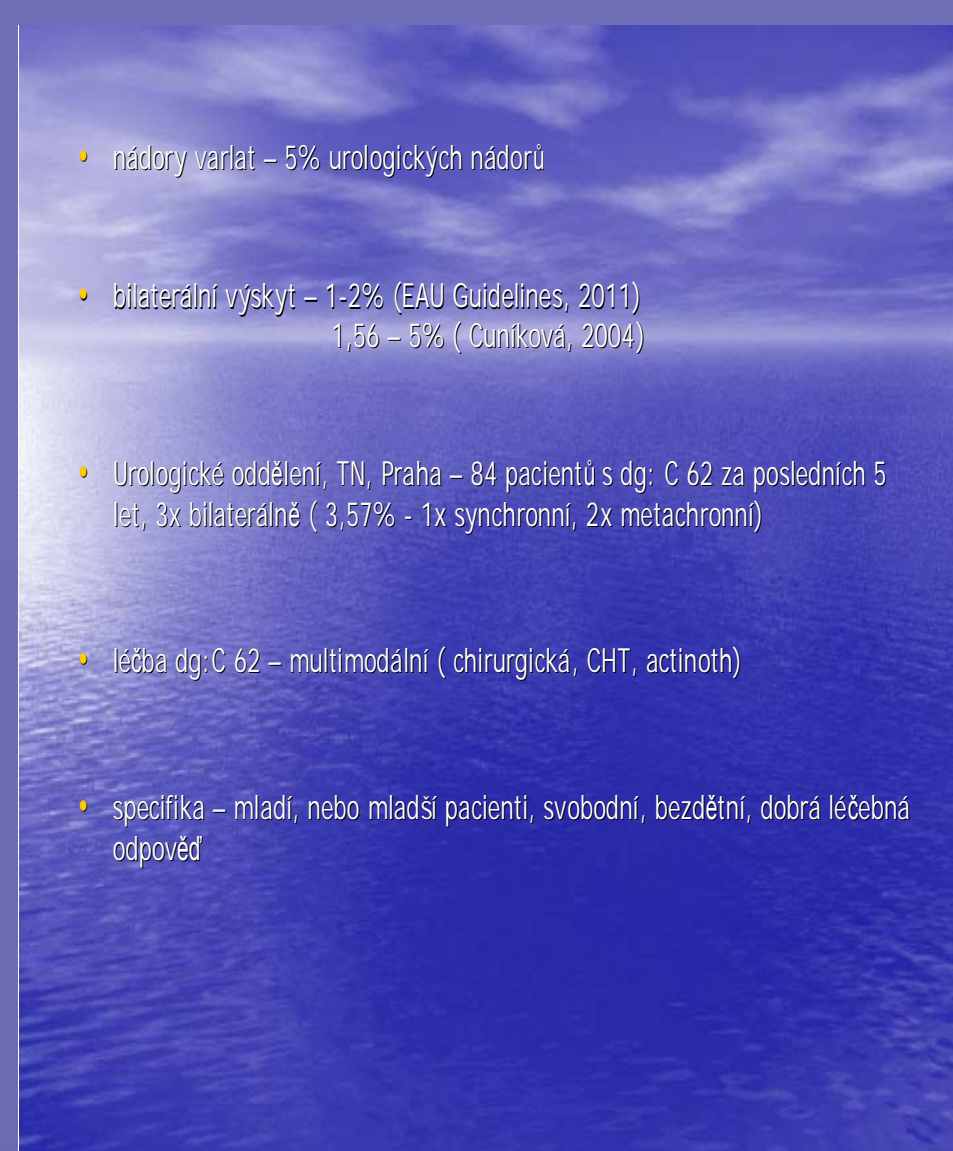 • nádory varlat – 5% urologických nádorů
• bilaterální výskyt – 1-2% (EAU Guidelines, 2011)
1,56 – 5% ( Cuníková, 2004)
• Urologické oddělení, TN, Praha – 84 pacientů s dg: C 62 za posledních 5
let, 3x bilaterálně ( 3,57% - 1x synchronní, 2x metachronní)
• léčba dg:C 62 – multimodální ( chirurgická, CHT, actinoth)
• specifika – mladí, nebo mladší pacienti, svobodní, bezdětní, dobrá léčebná
odpověď